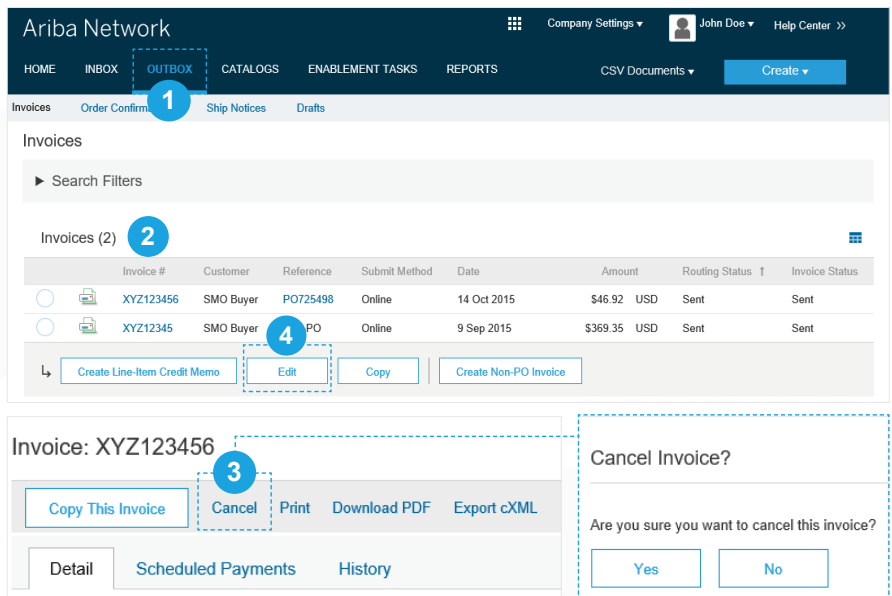 Ariba Network
Company Settings ▾
John Doe ▾
Help Center »
HOME INBOX OUTBOX CATALOGS ENABLEMENT TASKS REPORTS
CSV Documents ▾
Create ▾
1
Invoices Order Confirma Ship Notices Drafts
Invoices
► Search Filters
Invoices (2)
2
Invoice # Customer Reference Submit Method Date Amount Routing Status ↑ Invoice Status
XYZ123456 SMO Buyer PO725498 Online 14 Oct 2015 $46.92 USD Sent Sent
XYZ12345 SMO Buyer PO Online 9 Sep 2015 $369.35 USD Sent Sent
4
Create Line-Item Credit Memo Edit Copy Create Non-PO Invoice
Invoice: XYZ123456
3
Copy This Invoice Cancel Print Download PDF Export cXML
Detail Scheduled Payments History
Cancel Invoice?
Are you sure you want to cancel this invoice?
Yes No